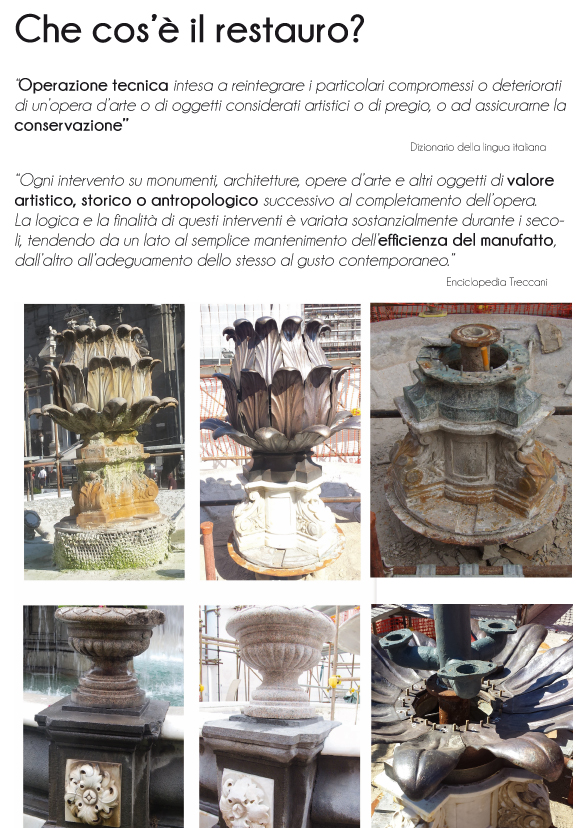 Che cos’è il restauro?
“Operazione tecnica intesa a reintegrare i particolari compromessi o deteriorati
di un’opera d’arte o di oggetti considerati artistici o di pregio, o ad assicurarne la
conservazione”
Dizionario della lingua italiana
“Ogni intervento su monumenti, architetture, opere d’arte e altri oggetti di valore
artistico, storico o antropologico successivo al completamento dell’opera.
La logica e la finalità di questi interventi è variata sostanzialmente durante i seco-
li, tendendo da un lato al semplice mantenimento dell’efficienza del manufatto,
dall’altro all’adeguamento dello stesso al gusto contemporaneo.”
Enciclopedia Treccani